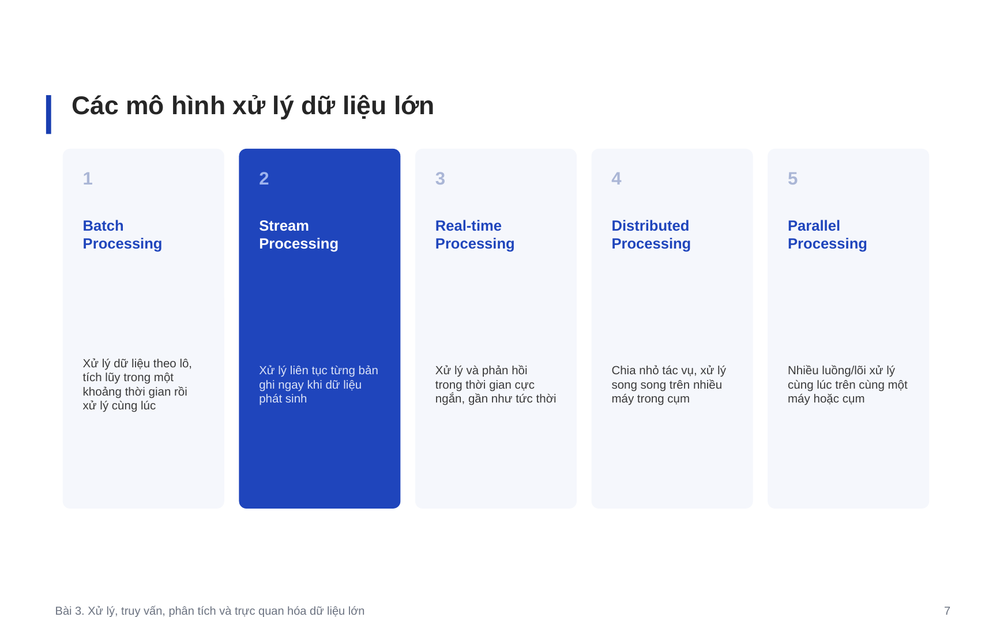 Các mô hình xử lý dữ liệu lớn
1
Batch
Processing
Xử lý dữ liệu theo lô,
tích lũy trong một
khoảng thời gian rồi
xử lý cùng lúc
2
Stream
Processing
Xử lý liên tục từng bản
ghi ngay khi dữ liệu
phát sinh
3
Real-time
Processing
Xử lý và phản hồi
trong thời gian cực
ngắn, gần như tức thời
4
Distributed
Processing
Chia nhỏ tác vụ, xử lý
song song trên nhiều
máy trong cụm
5
Parallel
Processing
Nhiều luồng/lõi xử lý
cùng lúc trên cùng một
máy hoặc cụm
Bài 3. Xử lý, truy vấn, phân tích và trực quan hóa dữ liệu lớn
7